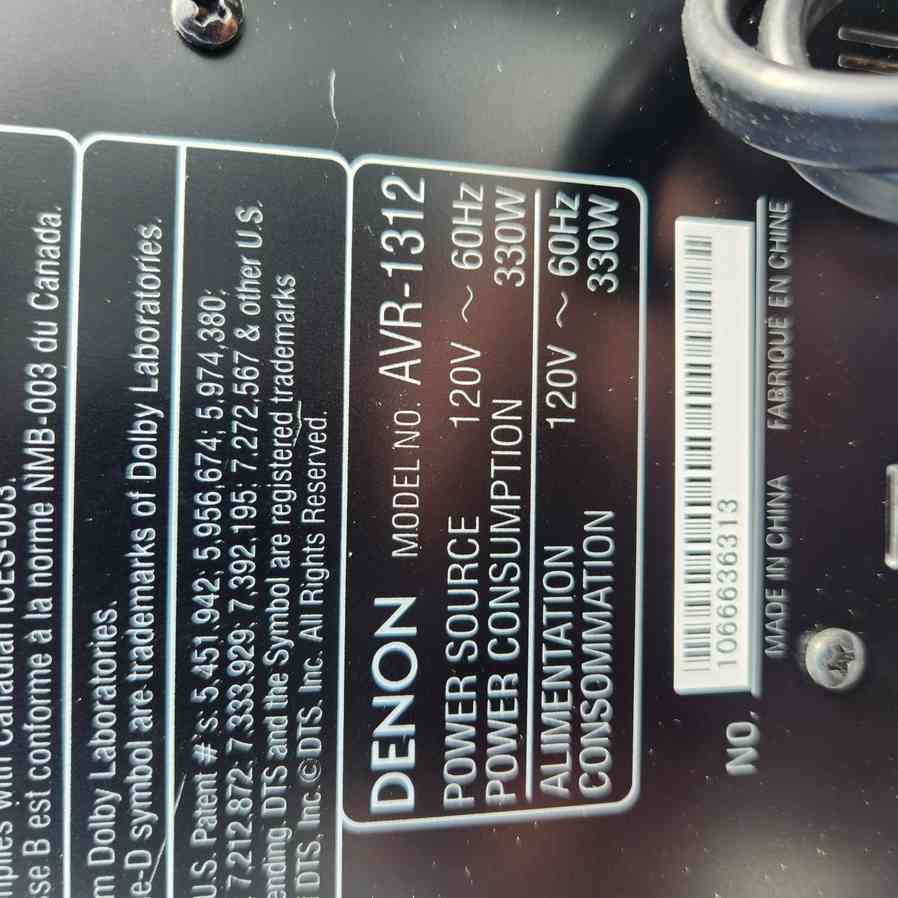 mplies with Canadian ICES-003.
sse B est conforme à la norme NMB-003 du Canada.
m Dolby Laboratories.
e-D symbol are trademarks of Dolby Laboratories.
U.S. Patent # s: 5,451,942; 5,956,674; 5,974,380;
7,212,872; 7,333,929; 7,392,195; 7,272,567 & other U.S.
ending. DTS and the Symbol are registered trademarks
DTS, Inc. © DTS, Inc. All Rights Reserved.
DENON MODEL NO. AVR-1312
POWER SOURCE 120V ~ 60Hz
POWER CONSUMPTION 330W
ALIMENTATION 120V ~ 60Hz
CONSOMMATION 330W
NO. 1066636313
MADE IN CHINA FABRIQUÉ EN CHINE